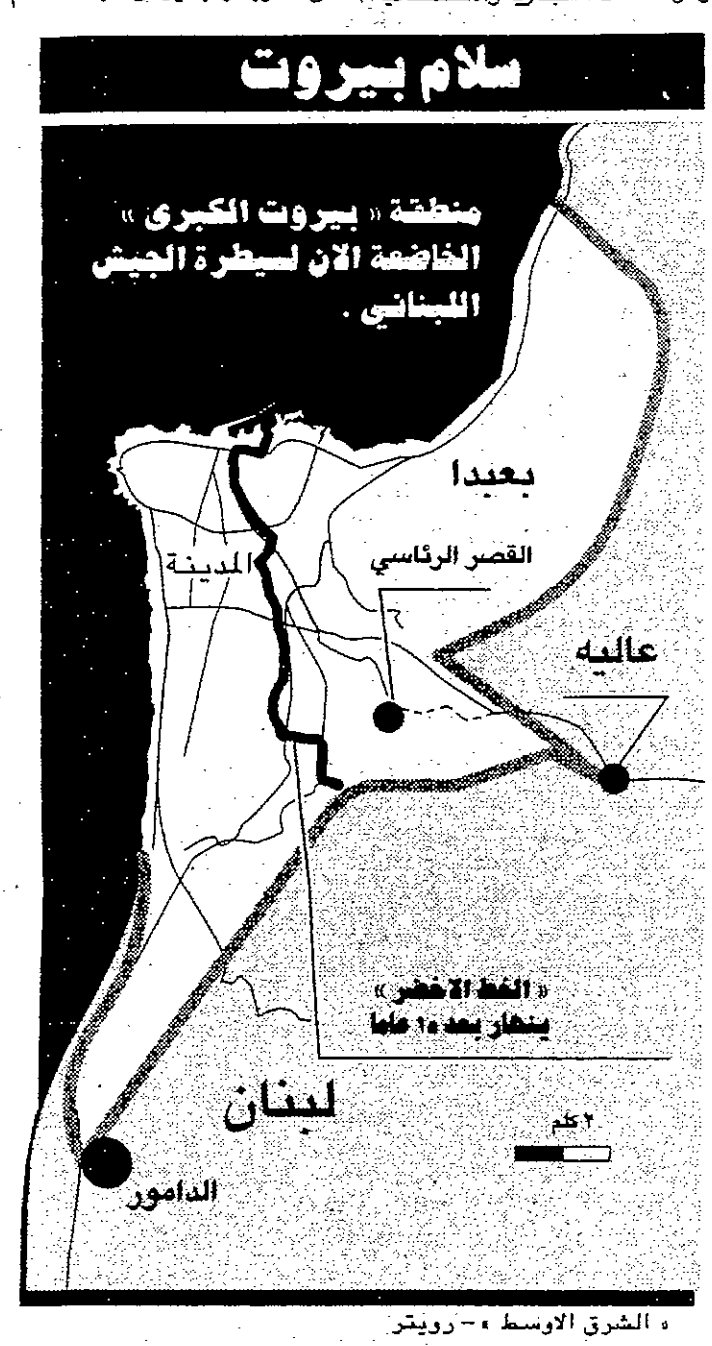 سلام بيروت
منطقة « بيروت الكبرى »
الخاضعة الان لسيطرة الجيش
اللبناني .
بعبدا
القصر الرئاسي
المدينة
عاليه
« الخط الاخضر »
ينهار بعد ١٥ عاما
لبنان
٢ كلم
الدامور
« الشرق الاوسط » - رويتر